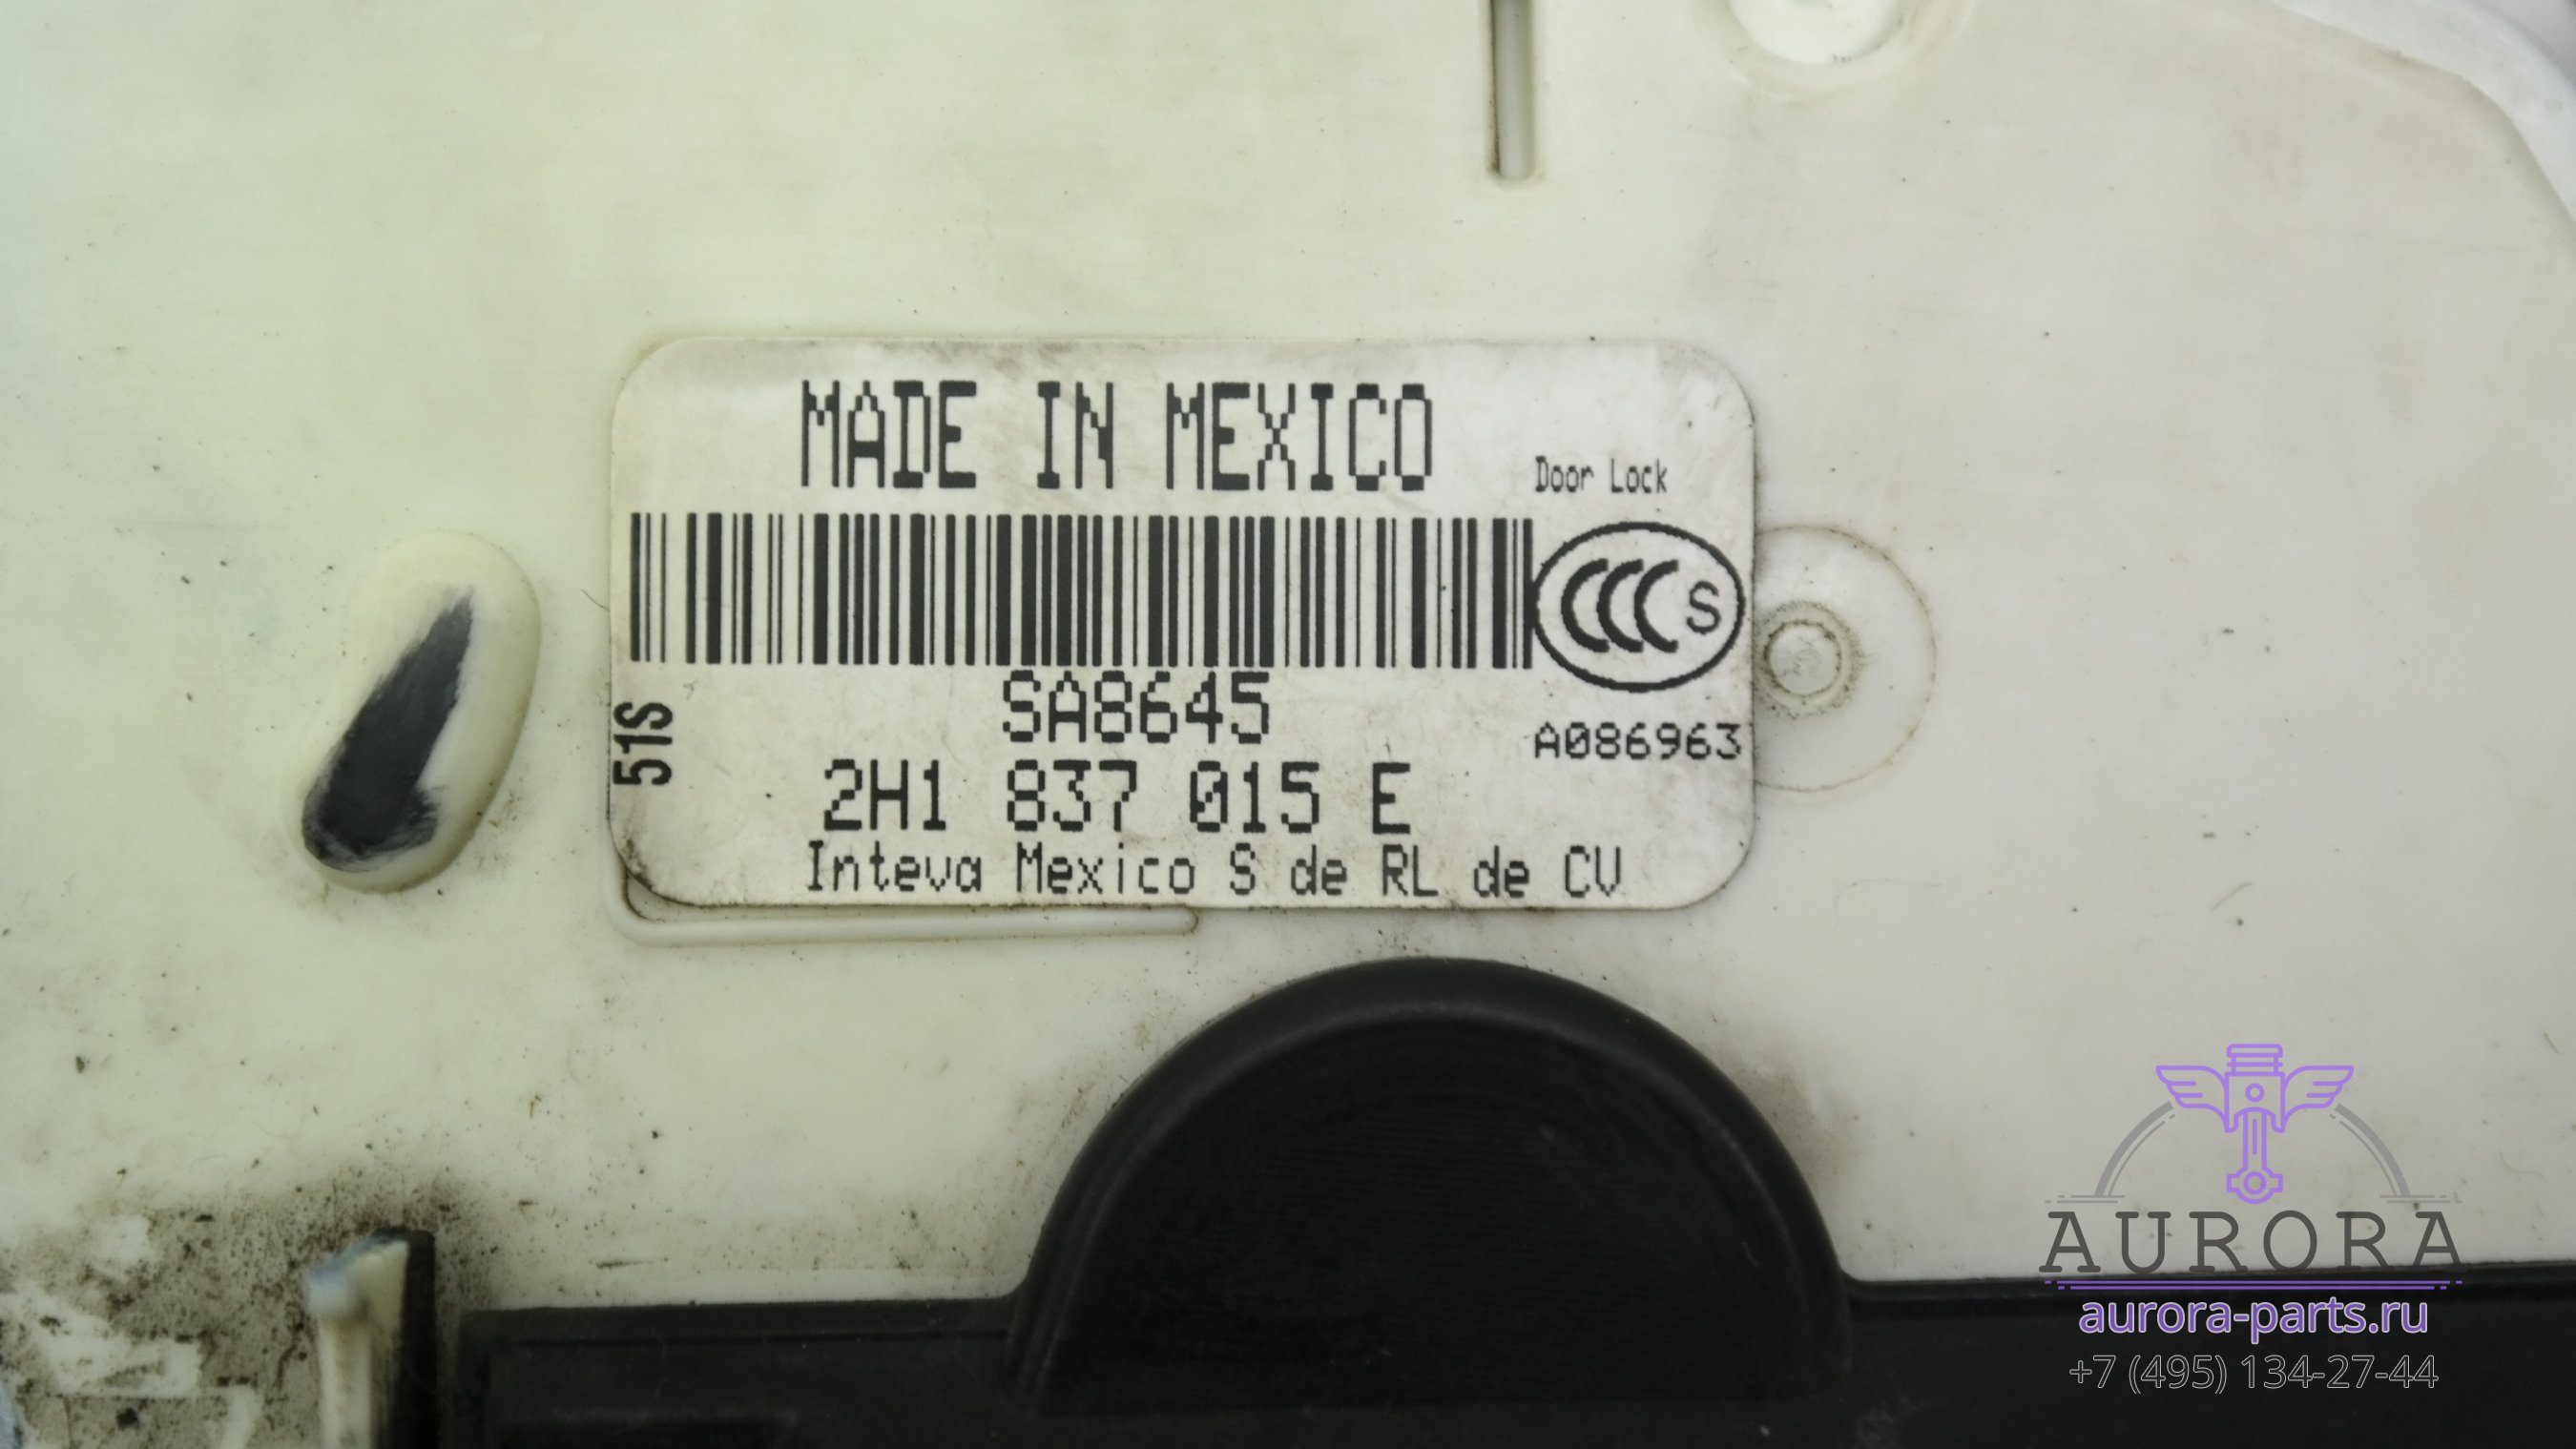 MADE IN MEXICO
Door Lock
CCC S
SA8645
51S
A086963
2H1 837 015 E
Inteva Mexico S de RL de CV
AURORA
aurora-parts.ru
+7 (495) 134-27-44